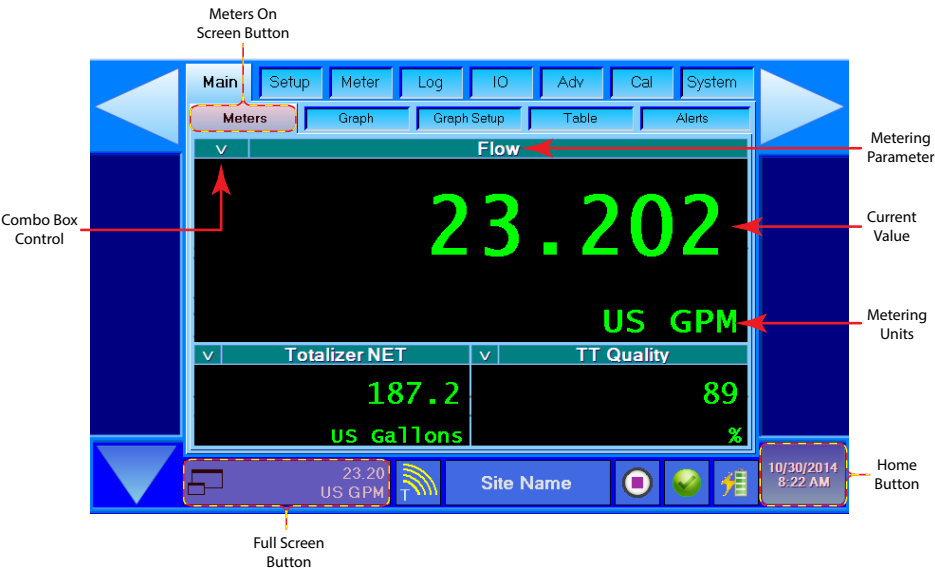 Meters On
Screen Button
Main Setup Meter Log IO Adv Cal System
Meters Graph Graph Setup Table Alerts
v Flow
Metering
Parameter
Combo Box
Control
23.202
Current
Value
US GPM
Metering
Units
v Totalizer NET
v TT Quality
187.2
US Gallons
89
%
23.20
US GPM
T
Site Name
10/30/2014
8:22 AM
Home
Button
Full Screen
Button